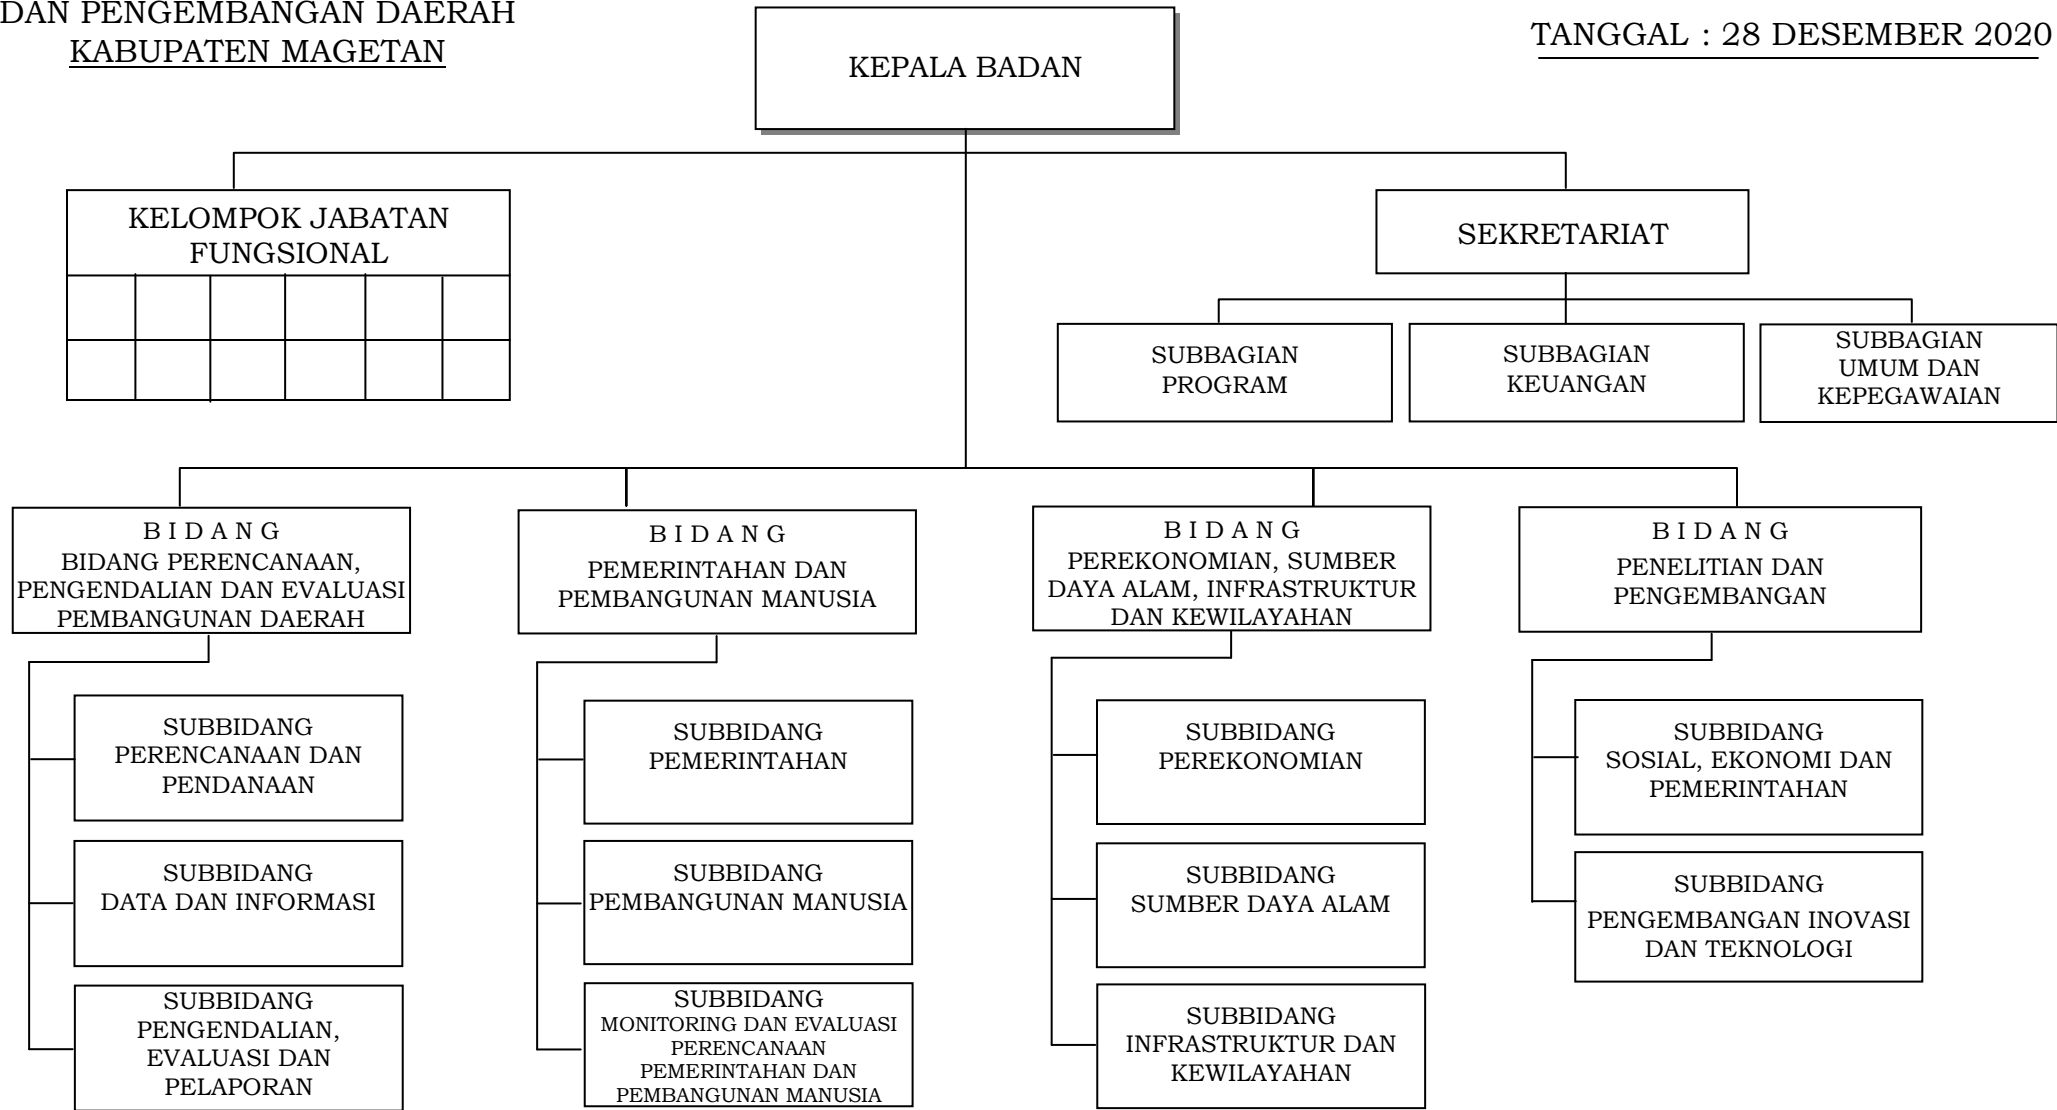 DAN PENGEMBANGAN DAERAH
KABUPATEN MAGETAN
TANGGAL : 28 DESEMBER 2020
KEPALA BADAN
KELOMPOK JABATAN
FUNGSIONAL
SEKRETARIAT
SUBBAGIAN
PROGRAM
SUBBAGIAN
KEUANGAN
SUBBAGIAN
UMUM DAN
KEPEGAWAIAN
B I D A N G
BIDANG PERENCANAAN,
PENGENDALIAN DAN EVALUASI
PEMBANGUNAN DAERAH
B I D A N G
PEMERINTAHAN DAN
PEMBANGUNAN MANUSIA
B I D A N G
PEREKONOMIAN, SUMBER
DAYA ALAM, INFRASTRUKTUR
DAN KEWILAYAHAN
B I D A N G
PENELITIAN DAN
PENGEMBANGAN
SUBBIDANG
PERENCANAAN DAN
PENDANAAN
SUBBIDANG
DATA DAN INFORMASI
SUBBIDANG
PENGENDALIAN,
EVALUASI DAN
PELAPORAN
SUBBIDANG
PEMERINTAHAN
SUBBIDANG
PEMBANGUNAN MANUSIA
SUBBIDANG
MONITORING DAN EVALUASI
PERENCANAAN
PEMERINTAHAN DAN
PEMBANGUNAN MANUSIA
SUBBIDANG
PEREKONOMIAN
SUBBIDANG
SUMBER DAYA ALAM
SUBBIDANG
INFRASTRUKTUR DAN
KEWILAYAHAN
SUBBIDANG
SOSIAL, EKONOMI DAN
PEMERINTAHAN
SUBBIDANG
PENGEMBANGAN INOVASI
DAN TEKNOLOGI